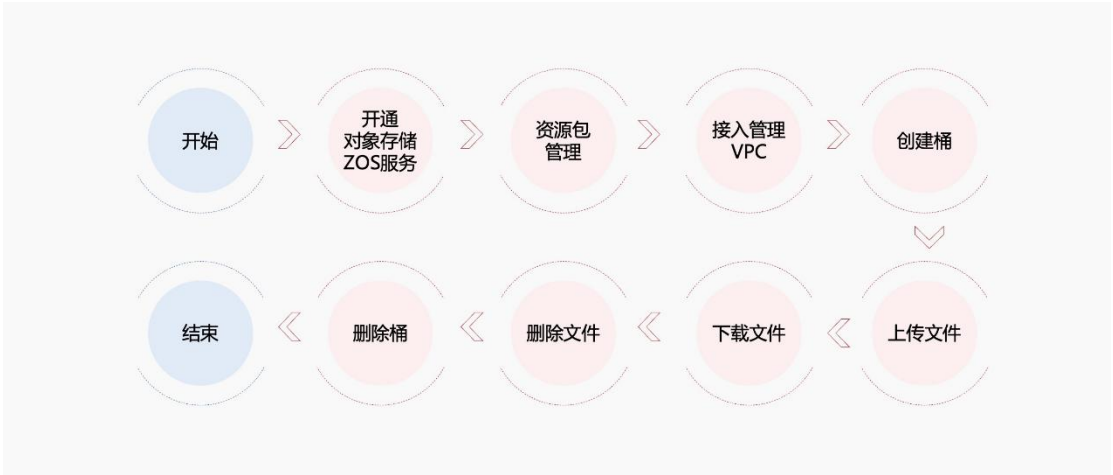 开始
开通
对象存储
ZOS服务
资源包
管理
接入管理
VPC
创建桶
结束
删除桶
删除文件
下载文件
上传文件